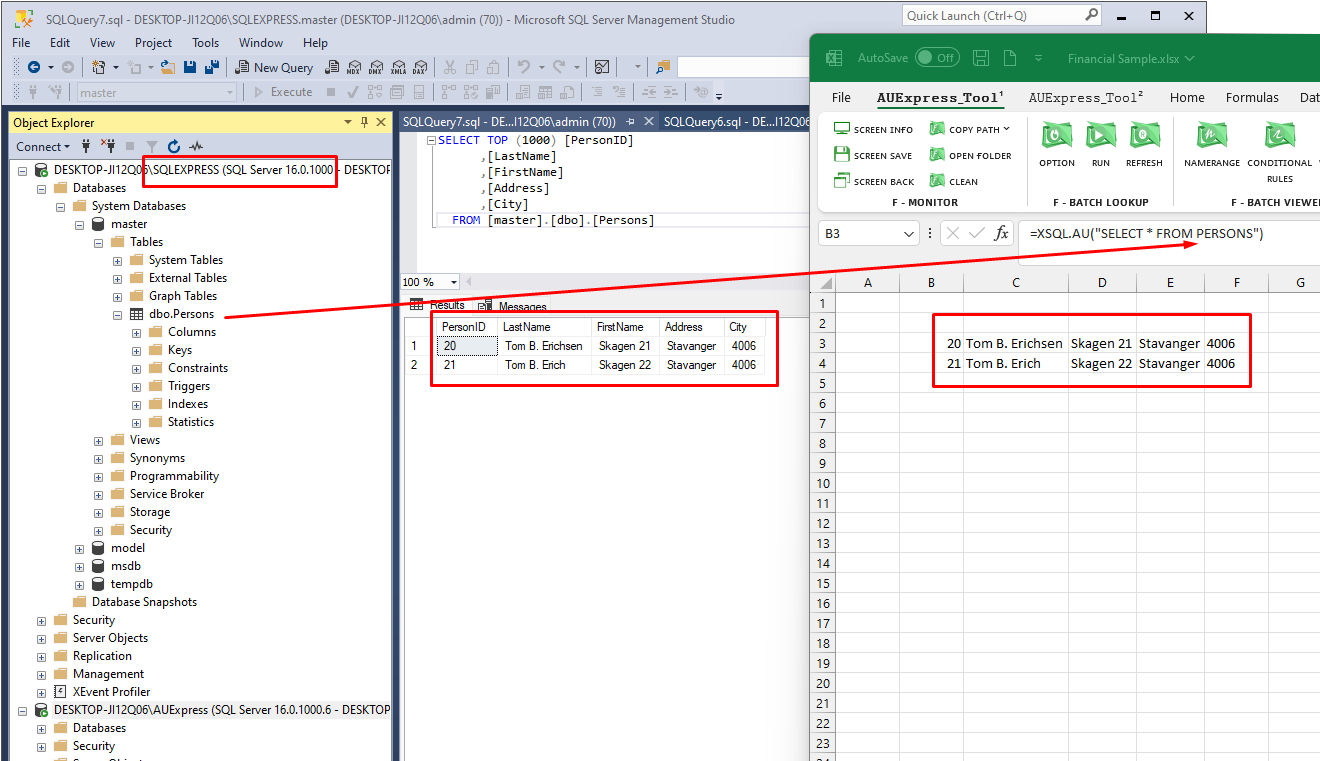 SQLQuery7.sql - DESKTOP-JI12Q06\SQLEXPRESS.master (DESKTOP-JI12Q06\admin (70)) - Microsoft SQL Server Management Studio
Quick Launch (Ctrl+Q)
File Edit View Project Tools Window Help
New Query MDX DMX XMLA DAX
master Execute
Object Explorer
Connect
DESKTOP-JI12Q06\SQLEXPRESS (SQL Server 16.0.1000 - DESKTOP
Databases
System Databases
master
Tables
System Tables
External Tables
Graph Tables
dbo.Persons
Columns
Keys
Constraints
Triggers
Indexes
Statistics
Views
Synonyms
Programmability
Service Broker
Storage
Security
model
msdb
tempdb
Database Snapshots
Security
Server Objects
Replication
Management
XEvent Profiler
DESKTOP-JI12Q06\AUExpress (SQL Server 16.0.1000.6 - DESKTOP
Databases
Security
SQLQuery7.sql - DE...I12Q06\admin (70)) SQLQuery6.sql - DE...I12Q06
SELECT TOP (1000) [PersonID]
,[LastName]
,[FirstName]
,[Address]
,[City]
FROM [master].[dbo].[Persons]
100 %
Results Messages
PersonID LastName FirstName Address City
1 20 Tom B. Erichsen Skagen 21 Stavanger 4006
2 21 Tom B. Erich Skagen 22 Stavanger 4006
AutoSave Off Financial Sample.xlsx
File AUExpress_Tool¹ AUExpress_Tool² Home Formulas Dat
SCREEN INFO COPY PATH
SCREEN SAVE OPEN FOLDER
SCREEN BACK CLEAN
OPTION RUN REFRESH NAMERANGE CONDITIONAL
RULES
F - MONITOR F - BATCH LOOKUP F - BATCH VIEWER
B3 fx =XSQL.AU("SELECT * FROM PERSONS")
A B C D E F G
1
2
3 20 Tom B. Erichsen Skagen 21 Stavanger 4006
4 21 Tom B. Erich Skagen 22 Stavanger 4006
5
6
7
8
9
10
11
12
13
14
15
16
17
18
19
20
21
22
23